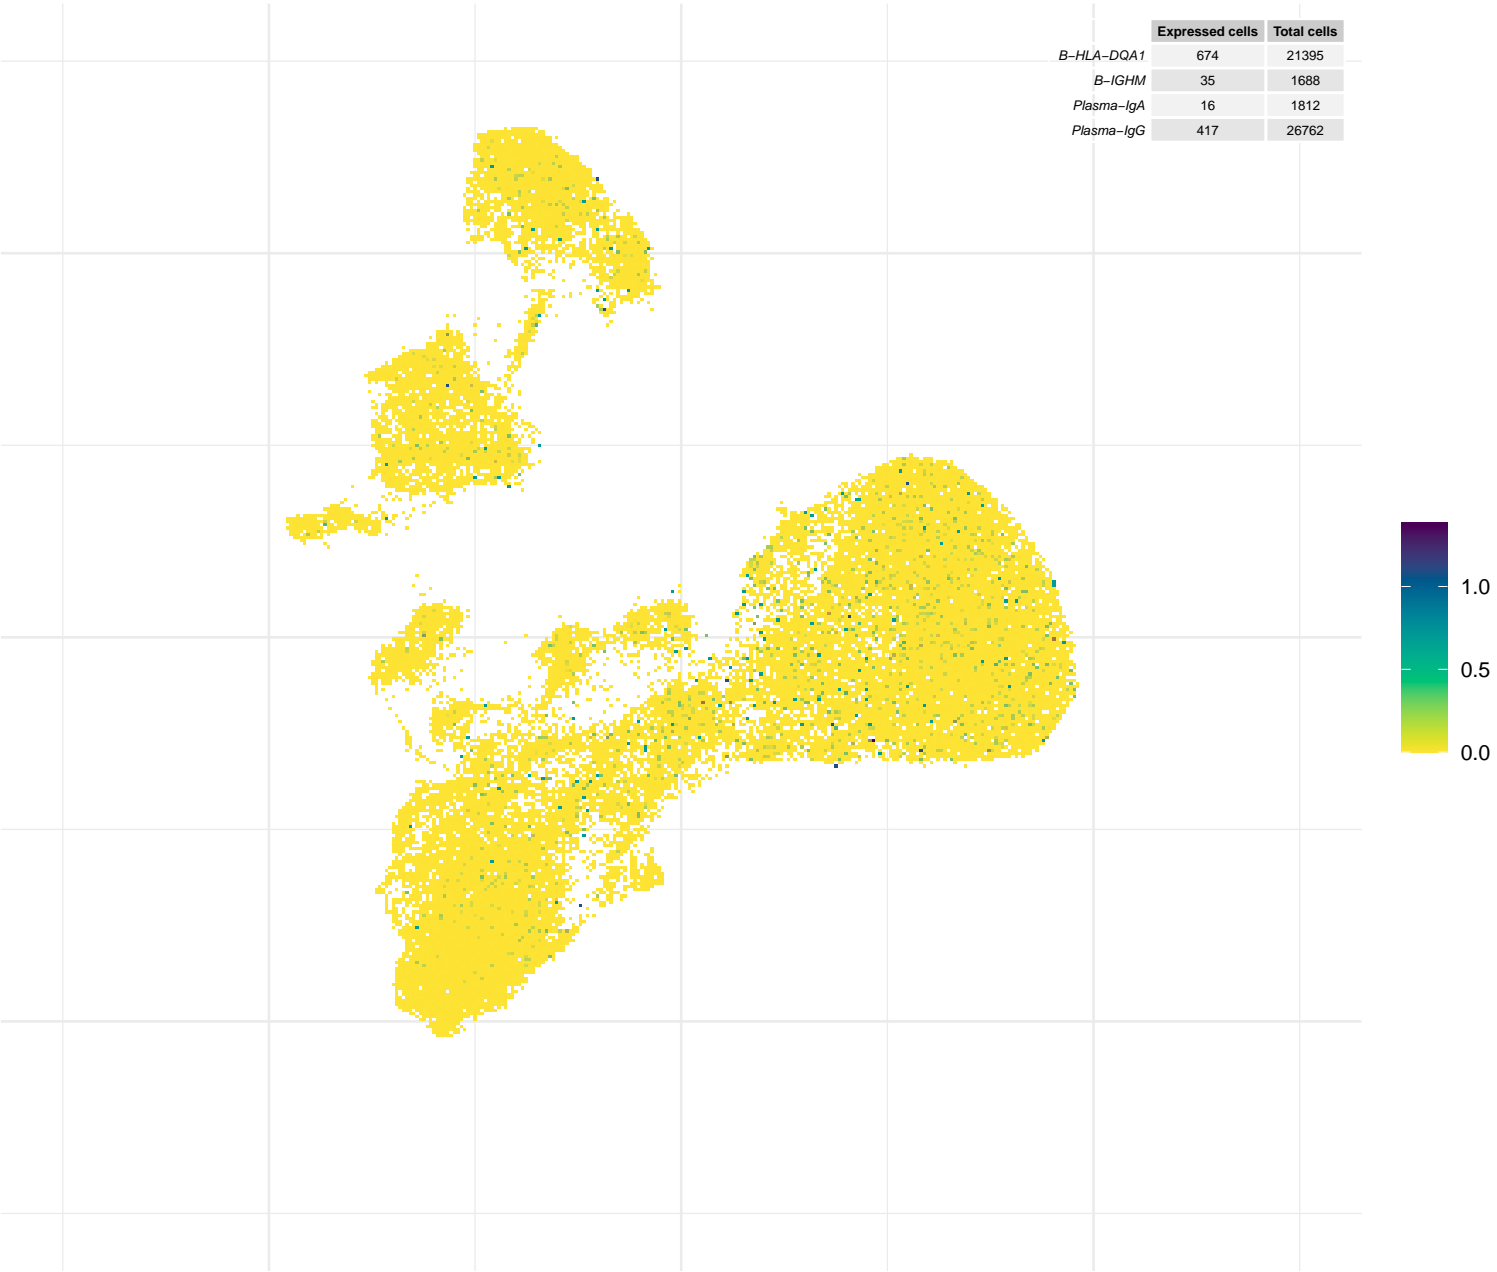 Expressed cells Total cells
B−HLA−DQA1 674 21395
B−IGHM 35 1688
Plasma−IgA 16 1812
Plasma−IgG 417 26762
1.0
0.5
0.0